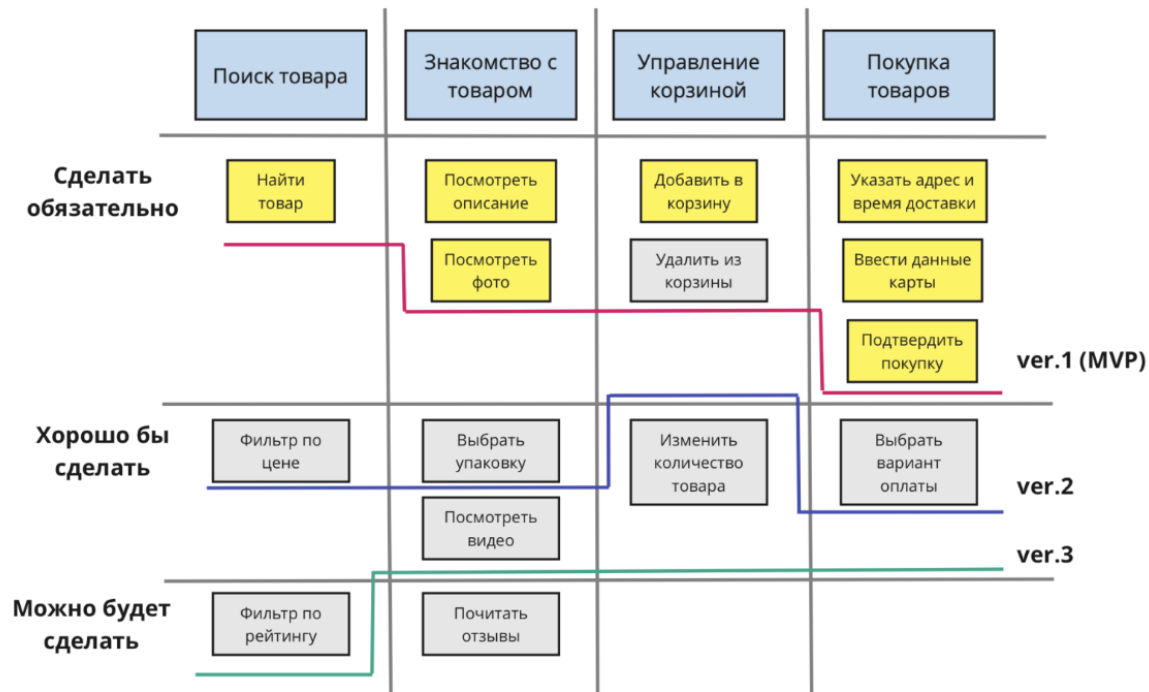 Поиск товара
Знакомство с
товаром
Управление
корзиной
Покупка
товаров
Сделать
обязательно
Найти
товар
Посмотреть
описание
Добавить в
корзину
Указать адрес и
время доставки
Посмотреть
фото
Удалить из
корзины
Ввести данные
карты
Подтвердить
покупку
ver.1 (MVP)
Хорошо бы
сделать
Фильтр по
цене
Выбрать
упаковку
Изменить
количество
товара
Выбрать
вариант
оплаты
ver.2
Посмотреть
видео
ver.3
Можно будет
сделать
Фильтр по
рейтингу
Почитать
отзывы